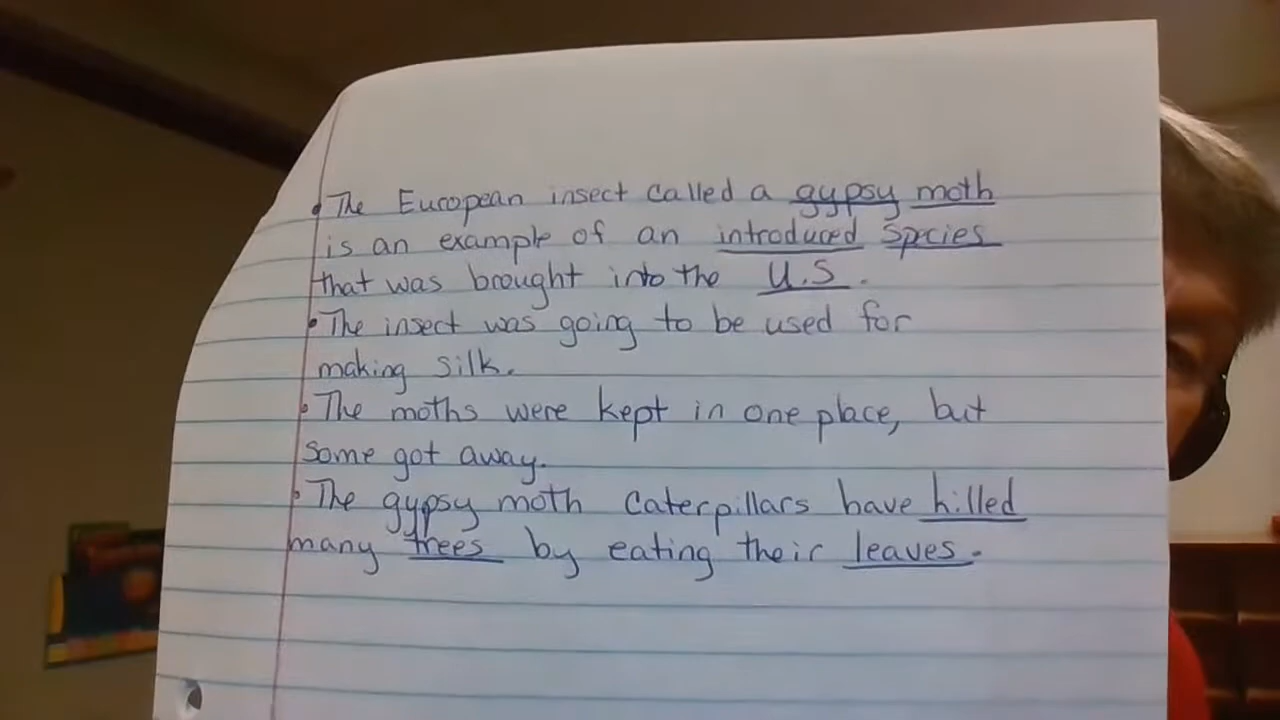 • The European insect called a gypsy moth
is an example of an introduced species
that was brought into the U.S.
• The insect was going to be used for
making silk.
• The moths were kept in one place, but
some got away.
• The gypsy moth caterpillars have killed
many trees by eating their leaves.